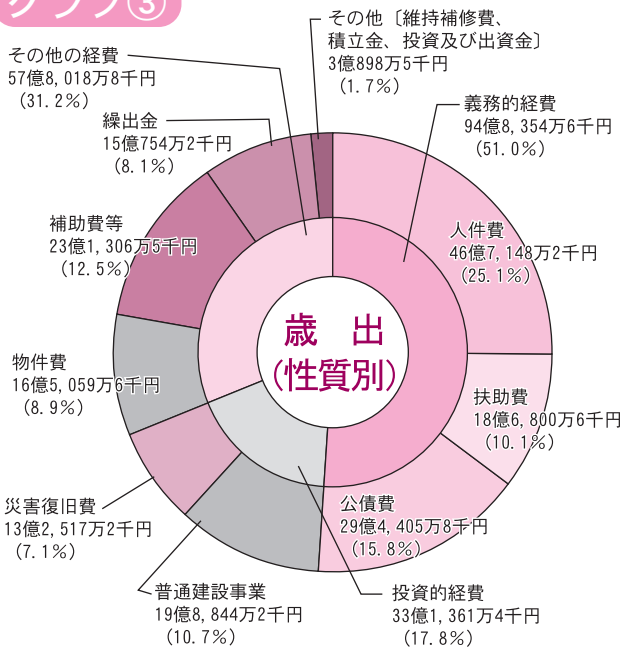 グラフ③
その他〔維持補修費、
積立金、投資及び出資金〕
3億898万5千円
(1.7%)
その他の経費
57億8,018万8千円
(31.2%)
義務的経費
94億8,354万6千円
(51.0%)
繰出金
15億754万2千円
(8.1%)
人件費
46億7,148万2千円
(25.1%)
補助費等
23億1,306万5千円
(12.5%)
歳 出
(性質別)
物件費
16億5,059万6千円
(8.9%)
扶助費
18億6,800万6千円
(10.1%)
災害復旧費
13億2,517万2千円
(7.1%)
公債費
29億4,405万8千円
(15.8%)
普通建設事業
19億8,844万2千円
(10.7%)
投資的経費
33億1,361万4千円
(17.8%)